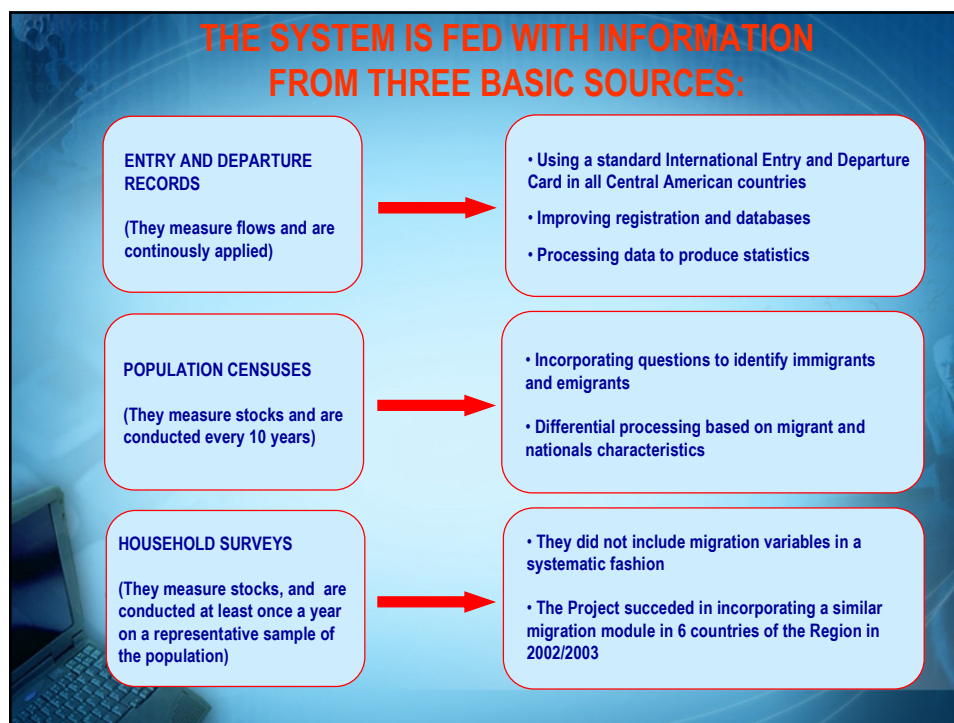 THE SYSTEM IS FED WITH INFORMATION
FROM THREE BASIC SOURCES:
ENTRY AND DEPARTURE
RECORDS
(They measure flows and are
continously applied)
• Using a standard International Entry and Departure
Card in all Central American countries
• Improving registration and databases
• Processing data to produce statistics
POPULATION CENSUSES
(They measure stocks and are
conducted every 10 years)
• Incorporating questions to identify immigrants
and emigrants
• Differential processing based on migrant and
nationals characteristics
HOUSEHOLD SURVEYS
(They measure stocks, and are
conducted at least once a year
on a representative sample of
the population)
• They did not include migration variables in a
systematic fashion
• The Project succeded in incorporating a similar
migration module in 6 countries of the Region in
2002/2003